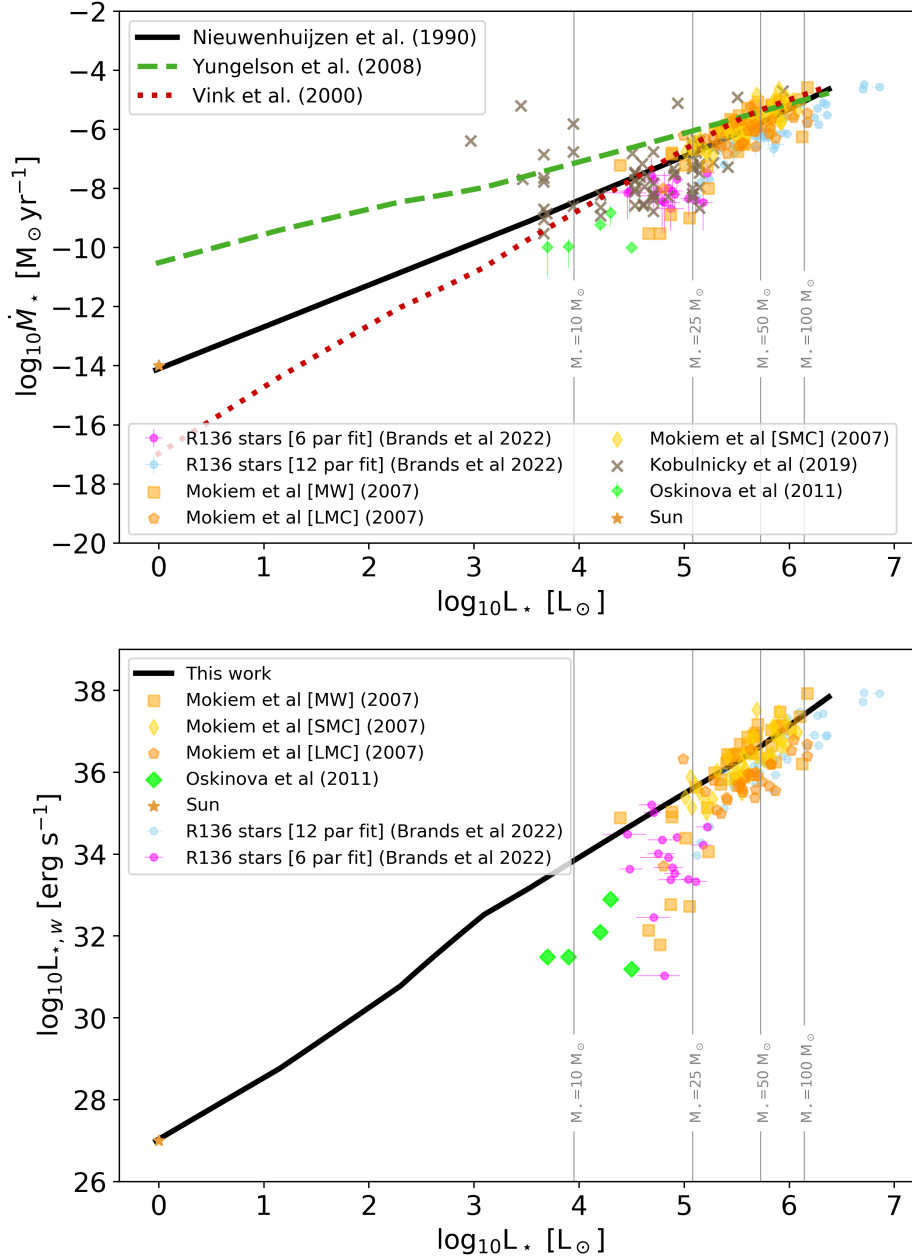 −2
−4
−6
−8
−10
−12
−14
−16
−18
−20
log₁₀Ṁ⋆ [M⊙yr⁻¹]
Nieuwenhuijzen et al. (1990)
Yungelson et al. (2008)
Vink et al. (2000)
M⋆=10 M⊙
M⋆=25 M⊙
M⋆=50 M⊙
M⋆=100 M⊙
R136 stars [6 par fit] (Brands et al 2022)
R136 stars [12 par fit] (Brands et al 2022)
Mokiem et al [MW] (2007)
Mokiem et al [LMC] (2007)
Mokiem et al [SMC] (2007)
Kobulnicky et al (2019)
Oskinova et al (2011)
Sun
0 1 2 3 4 5 6 7
log₁₀L⋆ [L⊙]
38
36
34
32
30
28
26
log₁₀L⋆,w [erg s⁻¹]
This work
Mokiem et al [MW] (2007)
Mokiem et al [SMC] (2007)
Mokiem et al [LMC] (2007)
Oskinova et al (2011)
Sun
R136 stars [12 par fit] (Brands et al 2022)
R136 stars [6 par fit] (Brands et al 2022)
M⋆=10 M⊙
M⋆=25 M⊙
M⋆=50 M⊙
M⋆=100 M⊙
0 1 2 3 4 5 6 7
log₁₀L⋆ [L⊙]